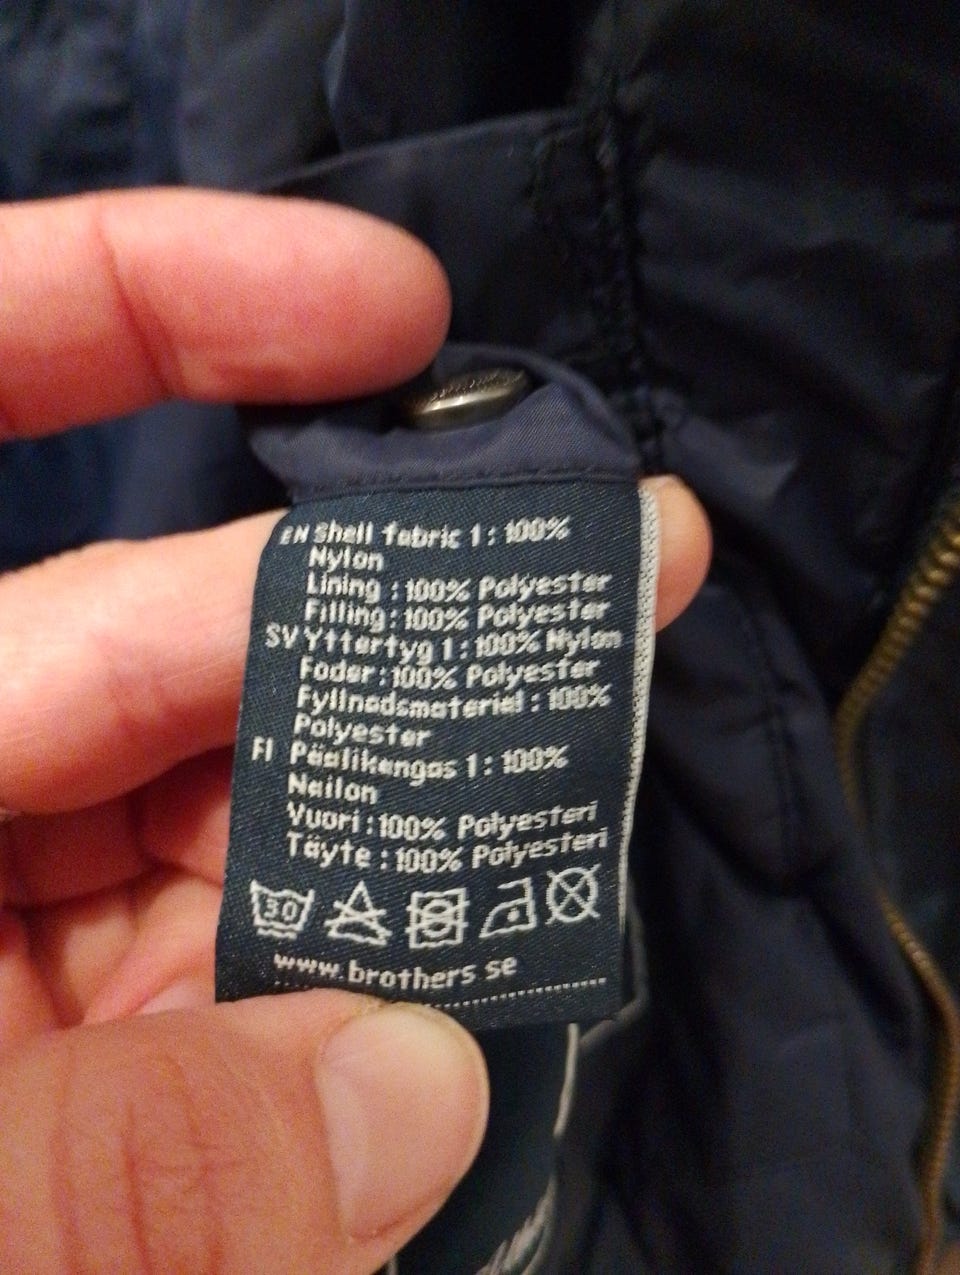 EN Shell fabric 1: 100%
Nylon
Lining :100% Polyester
Filling:100% Polyester
SV Yttertyg 1: 100% Nylon
Foder:100% Polyester
Fyllnadsmateriel : 100%
Polyester
FI Päälikangas 1: 100%
Nailon
Vuori :100% Polyesteri
Täyte :100% Polyesteri
30
www.brothers.se